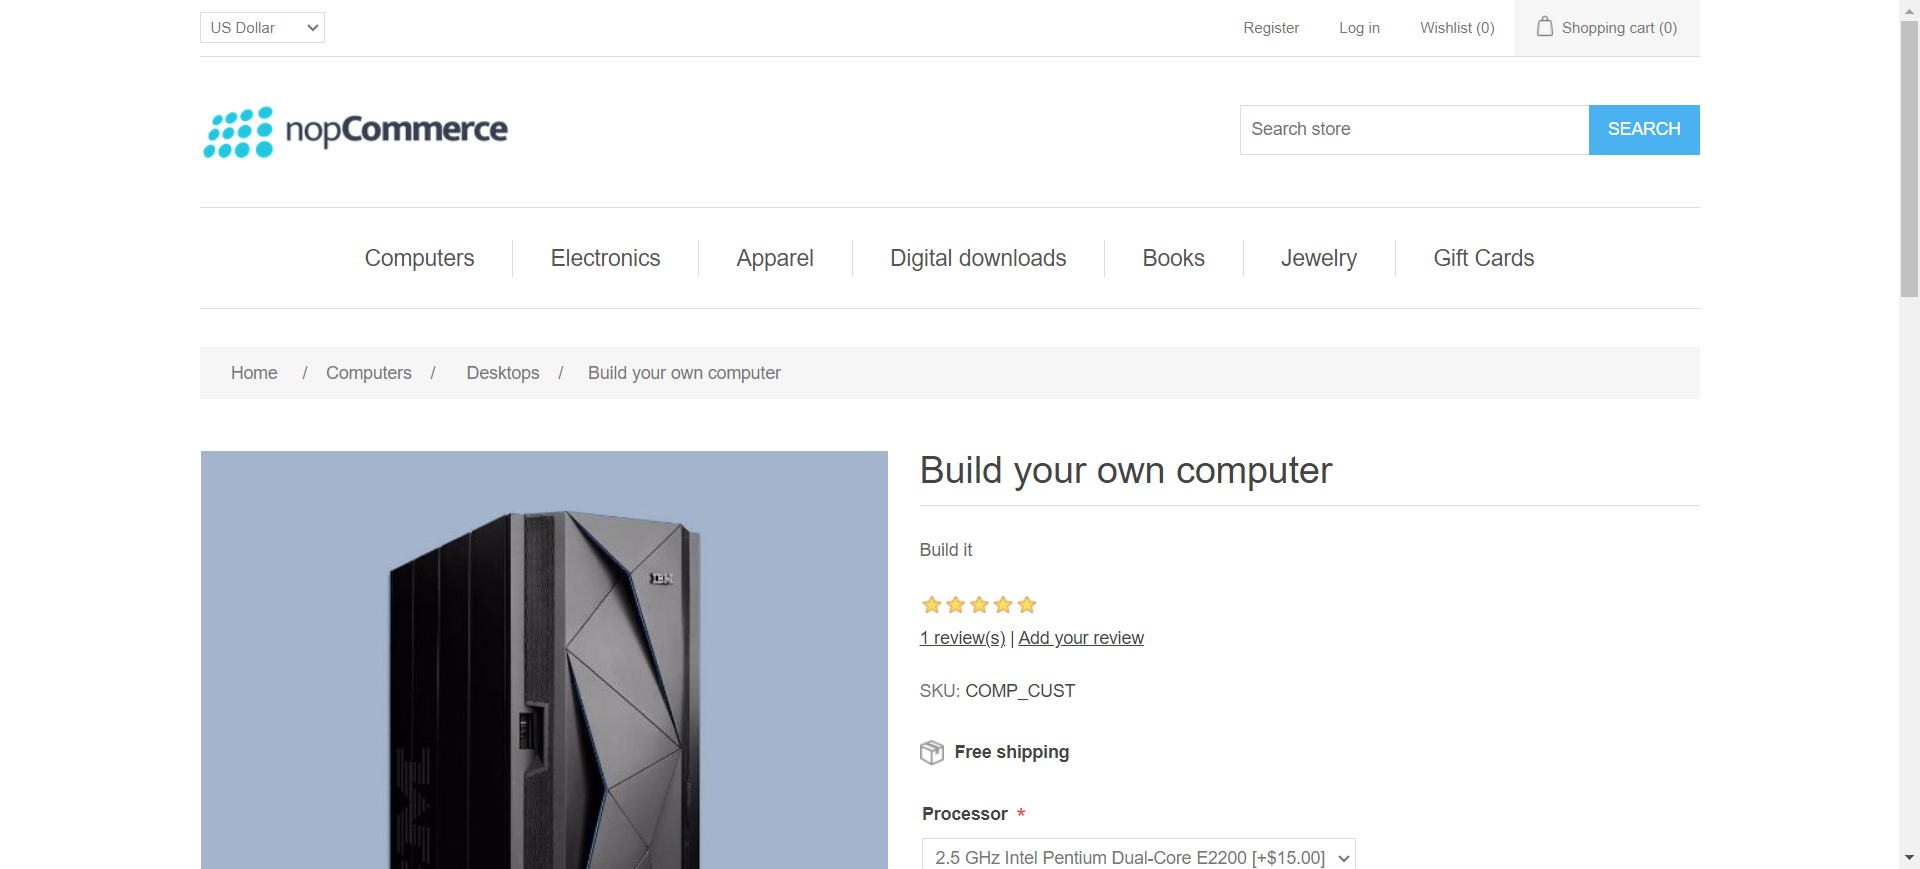 US Dollar
Register
Log in
Wishlist (0)
Shopping cart (0)
nopCommerce
Search store
SEARCH
Computers
Electronics
Apparel
Digital downloads
Books
Jewelry
Gift Cards
Home / Computers / Desktops / Build your own computer
IBM
Build your own computer
Build it
1 review(s) | Add your review
SKU: COMP_CUST
Free shipping
Processor *
2.5 GHz Intel Pentium Dual-Core E2200 [+$15.00]